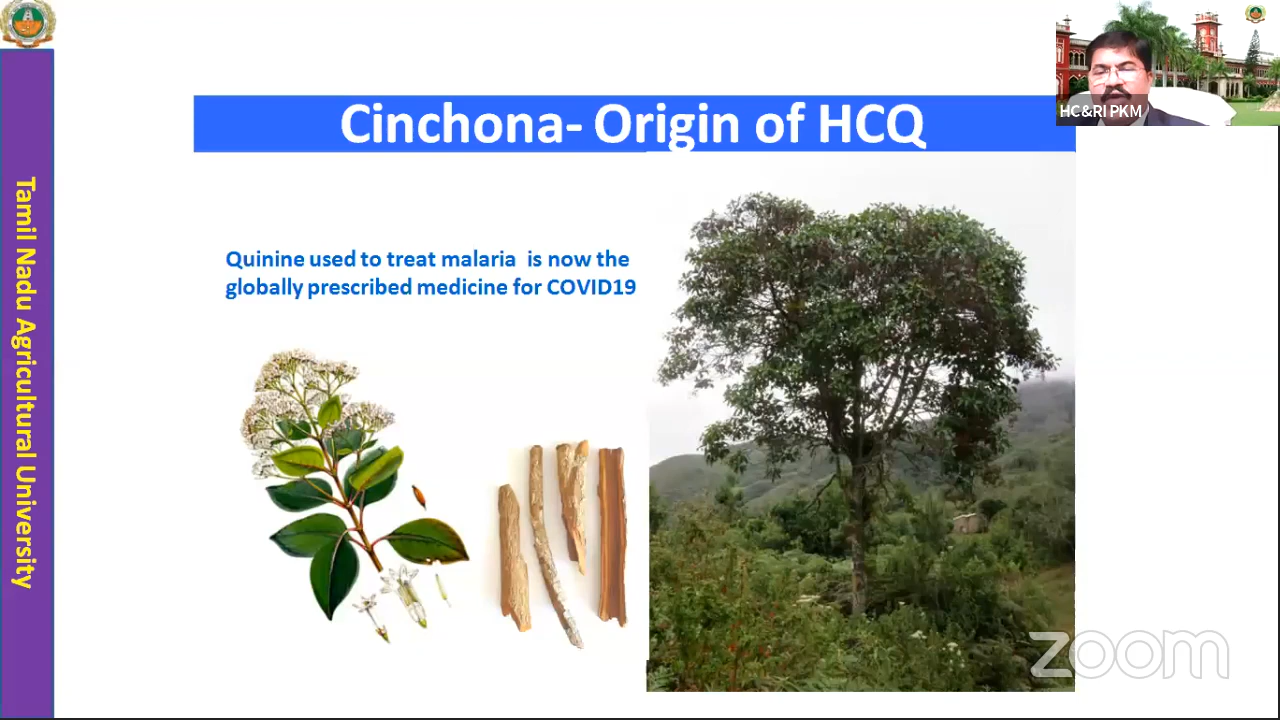 Cinchona- Origin of HCQ
HC&RI PKM
Tamil Nadu Agricultural University
Quinine used to treat malaria is now the
globally prescribed medicine for COVID19
zoom